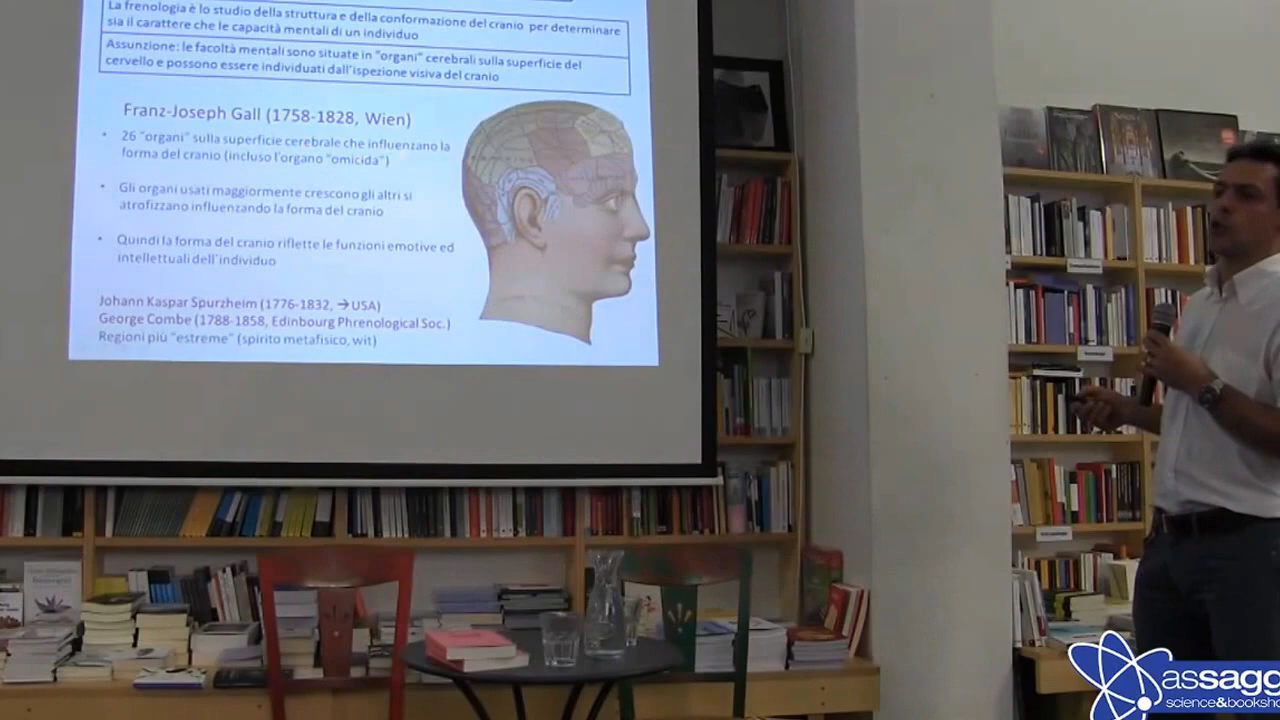 La frenologia è lo studio della struttura e della conformazione del cranio per determinare
sia il carattere che le capacità mentali di un individuo
Assunzione: le facoltà mentali sono situate in "organi" cerebrali sulla superficie del
cervello e possono essere individuati dall'ispezione visiva del cranio
Franz-Joseph Gall (1758-1828, Wien)
• 26 "organi" sulla superficie cerebrale che influenzano la
forma del cranio (incluso l'organo "omicida")
• Gli organi usati maggiormente crescono gli altri si
atrofizzano influenzando la forma del cranio
• Quindi la forma del cranio riflette le funzioni emotive ed
intellettuali dell'individuo
Johann Kaspar Spurzheim (1776-1832, →USA)
George Combe (1788-1858, Edinbourg Phrenological Soc.)
Regioni più "estreme" (spirito metafisico, wit)
assagg
science&booksh